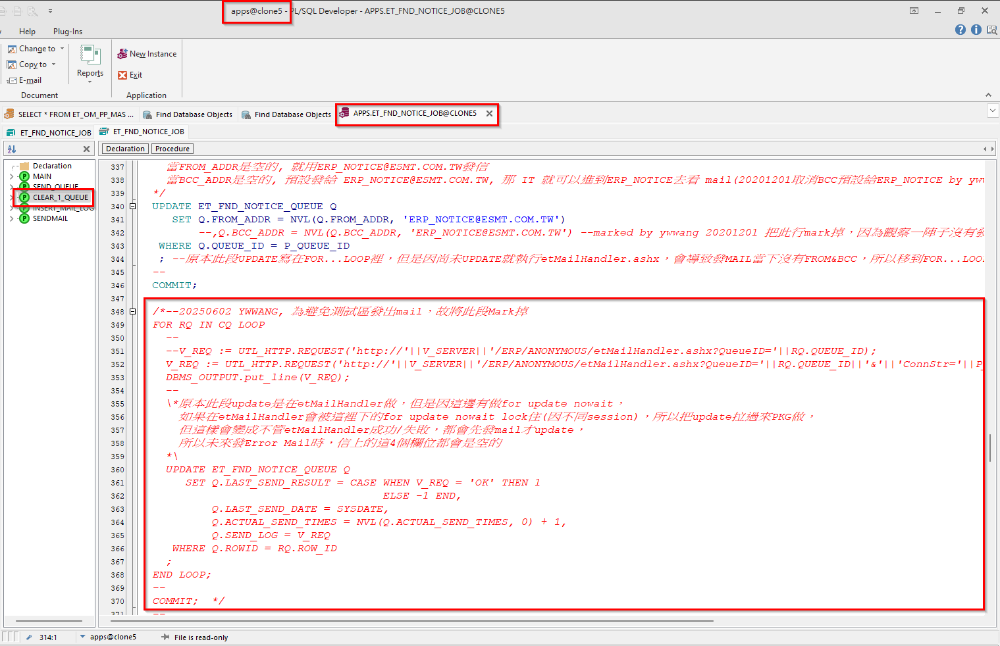 apps@clone5 - PL/SQL Developer - APPS.ET_FND_NOTICE_JOB@CLONE5
Help Plug-Ins
Change to
Copy to
E-mail
Document
Reports
New Instance
Exit
Application
SELECT * FROM ET_OM_PP_MAS ... Find Database Objects Find Database Objects APPS.ET_FND_NOTICE_JOB@CLONE5
ET_FND_NOTICE_JOB ET_FND_NOTICE_JOB
Declaration Procedure
Declaration
MAIN
SEND_QUEUE
CLEAR_1_QUEUE
INSERT_MAIL_LOG
SENDMAIL
337 當FROM_ADDR是空的, 就用ERP_NOTICE@ESMT.COM.TW發信
338 當BCC_ADDR是空的, 預設發給 ERP_NOTICE@ESMT.COM.TW, 那 IT 就可以進到ERP_NOTICE去看 mail(20201201取消BCC預設給ERP_NOTICE by yww
339 */
340 UPDATE ET_FND_NOTICE_QUEUE Q
341 SET Q.FROM_ADDR = NVL(Q.FROM_ADDR, 'ERP_NOTICE@ESMT.COM.TW')
342 --,Q.BCC_ADDR = NVL(Q.BCC_ADDR, 'ERP_NOTICE@ESMT.COM.TW') --marked by ywwang 20201201 把此行mark掉，因為觀察一陣子沒有發
343 WHERE Q.QUEUE_ID = P_QUEUE_ID
344 ; --原本此段UPDATE寫在FOR...LOOP裡，但是因尚未UPDATE就執行etMailHandler.ashx，會導致發MAIL當下沒有FROM&BCC，所以移到FOR...LOO
345 --
346 COMMIT;
347
348 /*--20250602 YWWANG, 為避免測試區發出mail，故將此段Mark掉
349 FOR RQ IN CQ LOOP
350 --
351 --V_REQ := UTL_HTTP.REQUEST('http://'||V_SERVER||'/ERP/ANONYMOUS/etMailHandler.ashx?QueueID='||RQ.QUEUE_ID);
352 V_REQ := UTL_HTTP.REQUEST('http://'||V_SERVER||'/ERP/ANONYMOUS/etMailHandler.ashx?QueueID='||RQ.QUEUE_ID||'&'||'ConnStr='||P_
353 DBMS_OUTPUT.put_line(V_REQ);
354 --
355 \*原本此段update是在etMailHandler做，但是因這邊有做for update nowait，
356 如果在etMailHandler會被這裡下的for update nowait lock住(因不同session)，所以把update拉過來PKG做，
357 但這樣會變成不管etMailHandler成功/失敗，都會先發mail才update，
358 所以未來發Error Mail時，信上的這4個欄位都會是空的
359 *\
360 UPDATE ET_FND_NOTICE_QUEUE Q
361 SET Q.LAST_SEND_RESULT = CASE WHEN V_REQ = 'OK' THEN 1
362 ELSE -1 END,
363 Q.LAST_SEND_DATE = SYSDATE,
364 Q.ACTUAL_SEND_TIMES = NVL(Q.ACTUAL_SEND_TIMES, 0) + 1,
365 Q.SEND_LOG = V_REQ
366 WHERE Q.ROWID = RQ.ROW_ID
367 ;
368 END LOOP;
369 --
370 COMMIT; */
371 --
314:1 apps@clone5 File is read-only